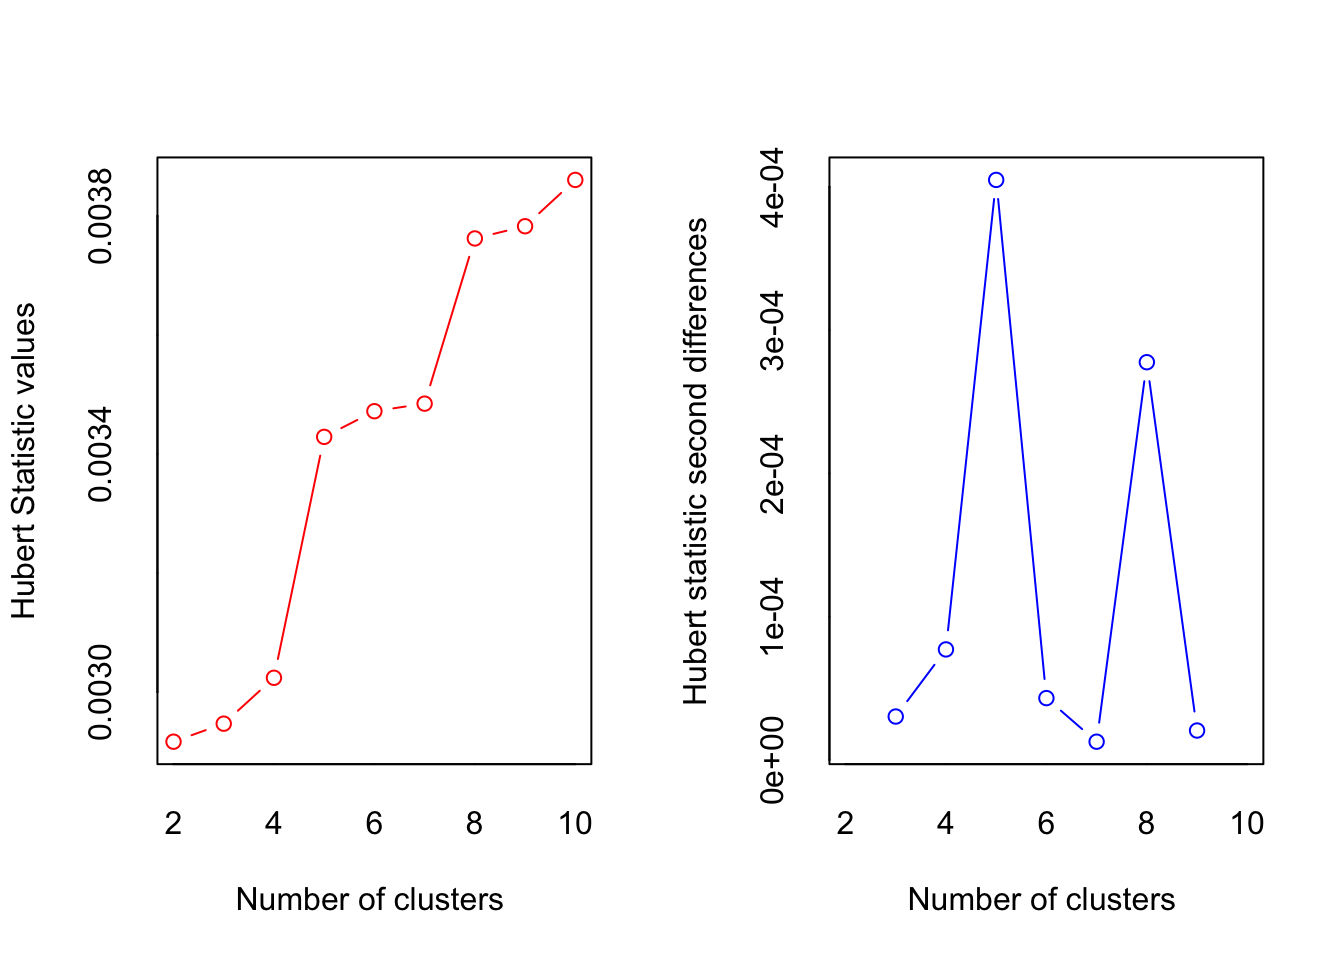 Hubert Statistic values
0.0030
0.0034
0.0038
2 4 6 8 10
Number of clusters
Hubert statistic second differences
0e+00
1e-04
2e-04
3e-04
4e-04
2 4 6 8 10
Number of clusters